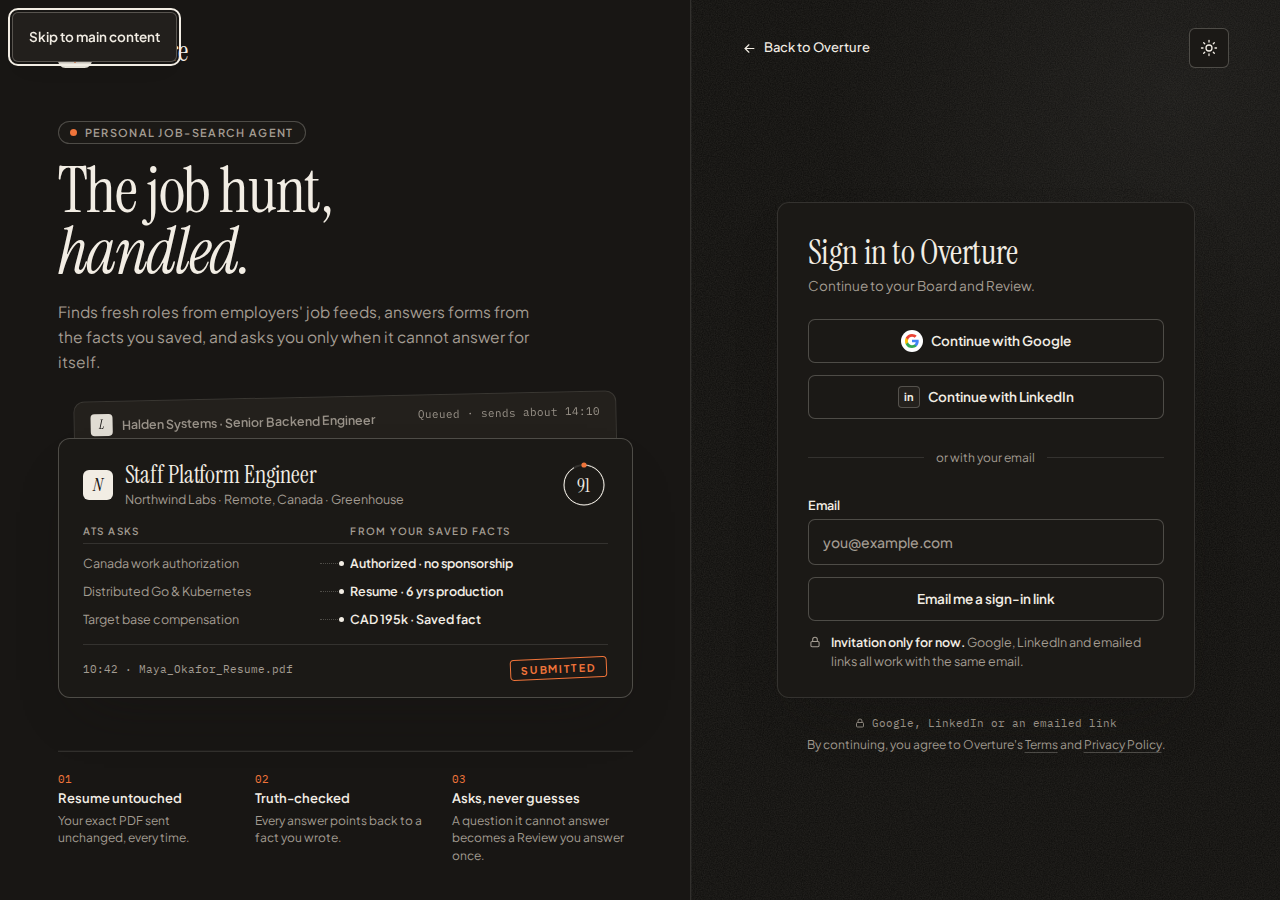 Skip to main content
PERSONAL JOB-SEARCH AGENT
The job hunt,
handled.
Finds fresh roles from employers' job feeds, answers forms from
the facts you saved, and asks you only when it cannot answer for
itself.
L Halden Systems · Senior Backend Engineer Queued · sends about 14:10
N Staff Platform Engineer 91
Northwind Labs · Remote, Canada · Greenhouse
ATS ASKS FROM YOUR SAVED FACTS
Canada work authorization Authorized · no sponsorship
Distributed Go & Kubernetes Resume · 6 yrs production
Target base compensation CAD 195k · Saved fact
10:42 · Maya_Okafor_Resume.pdf SUBMITTED
01
Resume untouched
Your exact PDF sent
unchanged, every time.
02
Truth-checked
Every answer points back to a
fact you wrote.
03
Asks, never guesses
A question it cannot answer
becomes a Review you answer
once.
← Back to Overture
Sign in to Overture
Continue to your Board and Review.
G Continue with Google
in Continue with LinkedIn
or with your email
Email
you@example.com
Email me a sign-in link
Invitation only for now. Google, LinkedIn and emailed
links all work with the same email.
Google, LinkedIn or an emailed link
By continuing, you agree to Overture's Terms and Privacy Policy.